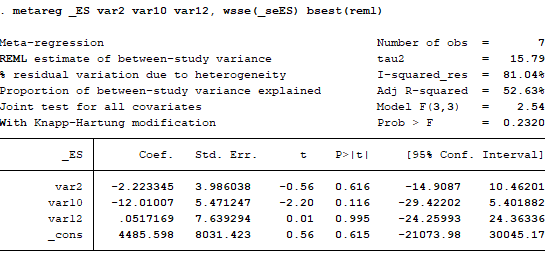 . metareg _ES var2 var10 var12, wsse(_seES) bsest(reml)
Meta-regression Number of obs = 7
REML estimate of between-study variance tau2 = 15.79
% residual variation due to heterogeneity I-squared_res = 81.04%
Proportion of between-study variance explained Adj R-squared = 52.63%
Joint test for all covariates Model F(3,3) = 2.54
With Knapp-Hartung modification Prob > F = 0.2320
_ES Coef. Std. Err. t P>|t| [95% Conf. Interval]
var2 -2.223345 3.986038 -0.56 0.616 -14.9087 10.46201
var10 -12.01007 5.471247 -2.20 0.116 -29.42202 5.401882
var12 .0517169 7.639294 0.01 0.995 -24.25993 24.36336
_cons 4485.598 8031.423 0.56 0.615 -21073.98 30045.17